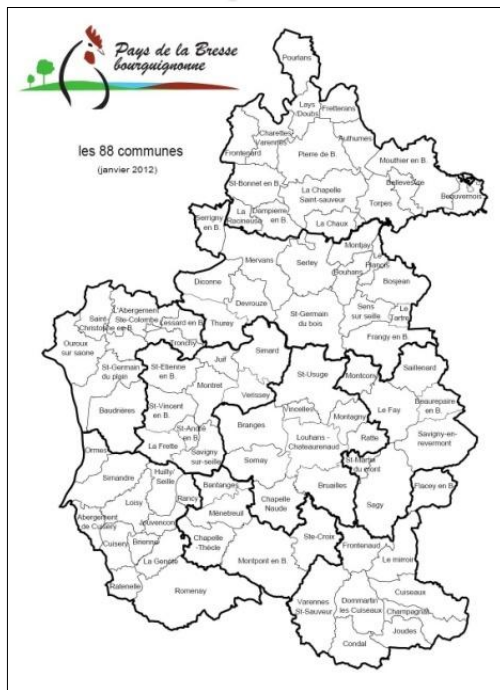 Pays de la Bresse
bourguignonne
les 88 communes
(janvier 2012)
Pourlans
Lays
/Doubs
Fretterans
Charettes
Varennes
Authumes
Frontenard
Pierre de B.
Mouthier en B.
St-Bonnet en B.
Bellevesvre
La Chapelle
Saint-sauveur
Beauvernois
Torpes
La
Racineuse
Dampierre
en B.
La Chaux
Serrigny
en B.
Montjay
Mervans
Serley
Bouhans
Le
Planois
Bosjean
Dicconne
Devrouze
Sens
sur seille
Le
Tartre
L'Abergement
Ste-Colombe
Saint
Christophe en B.
Lessard en B.
Thurey
St-Germain
du bois
Frangy en B.
Ouroux
sur saone
Tronchy
Simard
St-Germain
du plain
St-Etienne
en B.
Juif
St-Usuge
Montcony
Saillenard
Montret
Verissey
Baudrières
St-Vincent
en B.
Vincelles
Le Fay
Beaurepaire
en B.
Montagny
St-André
en B.
Branges
Louhans -
Chateaurenaud
Ratte
Savigny-en-
revermont
La Frette
Savigny
sur-seille
Sornay
St-Martin
du mont
Ormes
Simandre
Huilly/
Seille
Bantanges
Bruailles
Flacey en B.
Rancy
Chapelle
Naude
Sagy
Loisy
Ménetreuil
Abergement
de Cuisery
Jouvencon
Chapelle
-Thècle
Ste-Croix
Frontenaud
Cuisery
Brienne
Montpont en B.
Le miroir
La Genete
Ratenelle
Romenay
Cuiseaux
Varennes
St-Sauveur
Dommartin
les Cuiseaux
Champagnat
Joudes
Condal